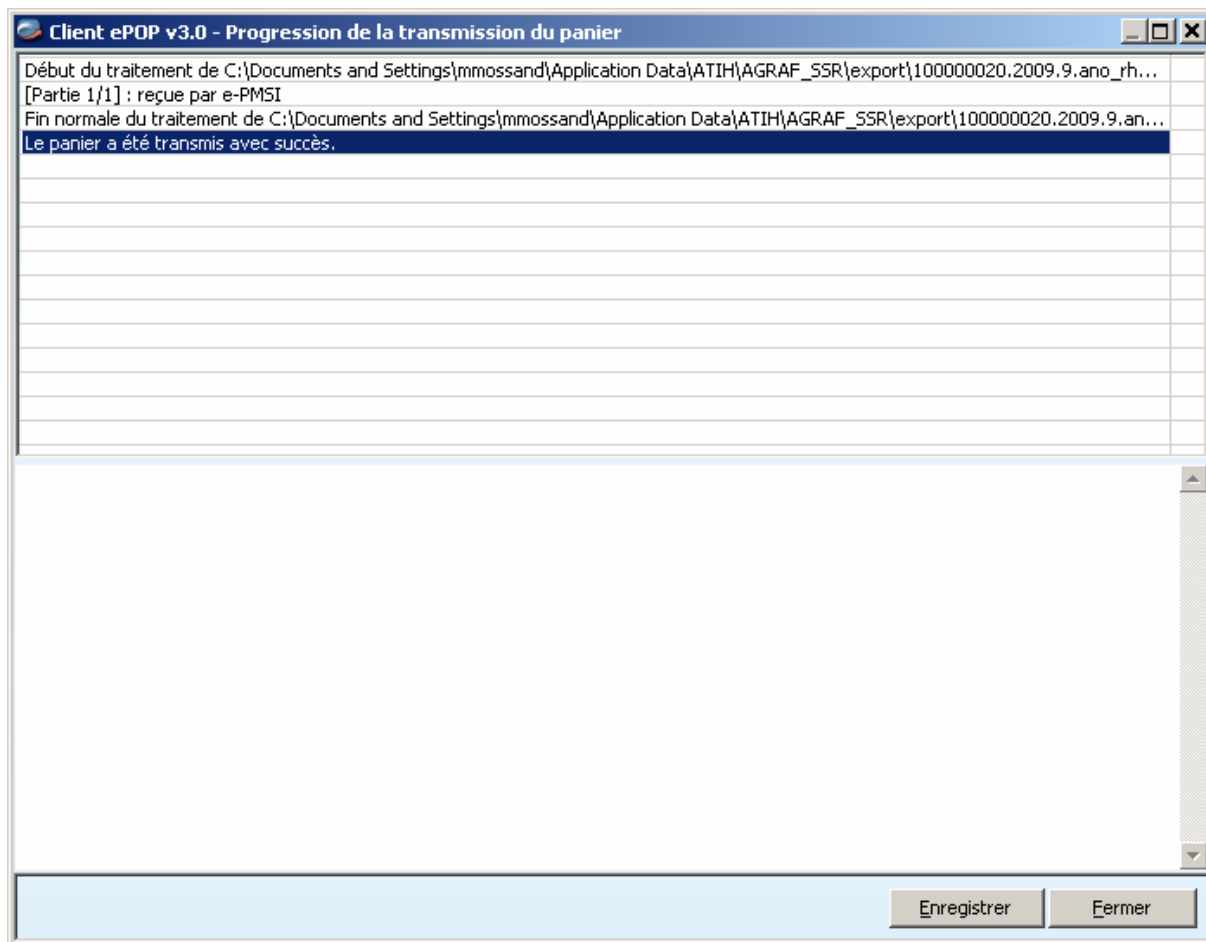 Client ePOP v3.0 - Progression de la transmission du panier
Début du traitement de C:\Documents and Settings\mmossand\Application Data\ATIH\AGRAF_SSR\export\100000020.2009.9.ano_rh...
[Partie 1/1] : reçue par e-PMSI
Fin normale du traitement de C:\Documents and Settings\mmossand\Application Data\ATIH\AGRAF_SSR\export\100000020.2009.9.an...
Le panier a été transmis avec succès.
Enregistrer
Fermer